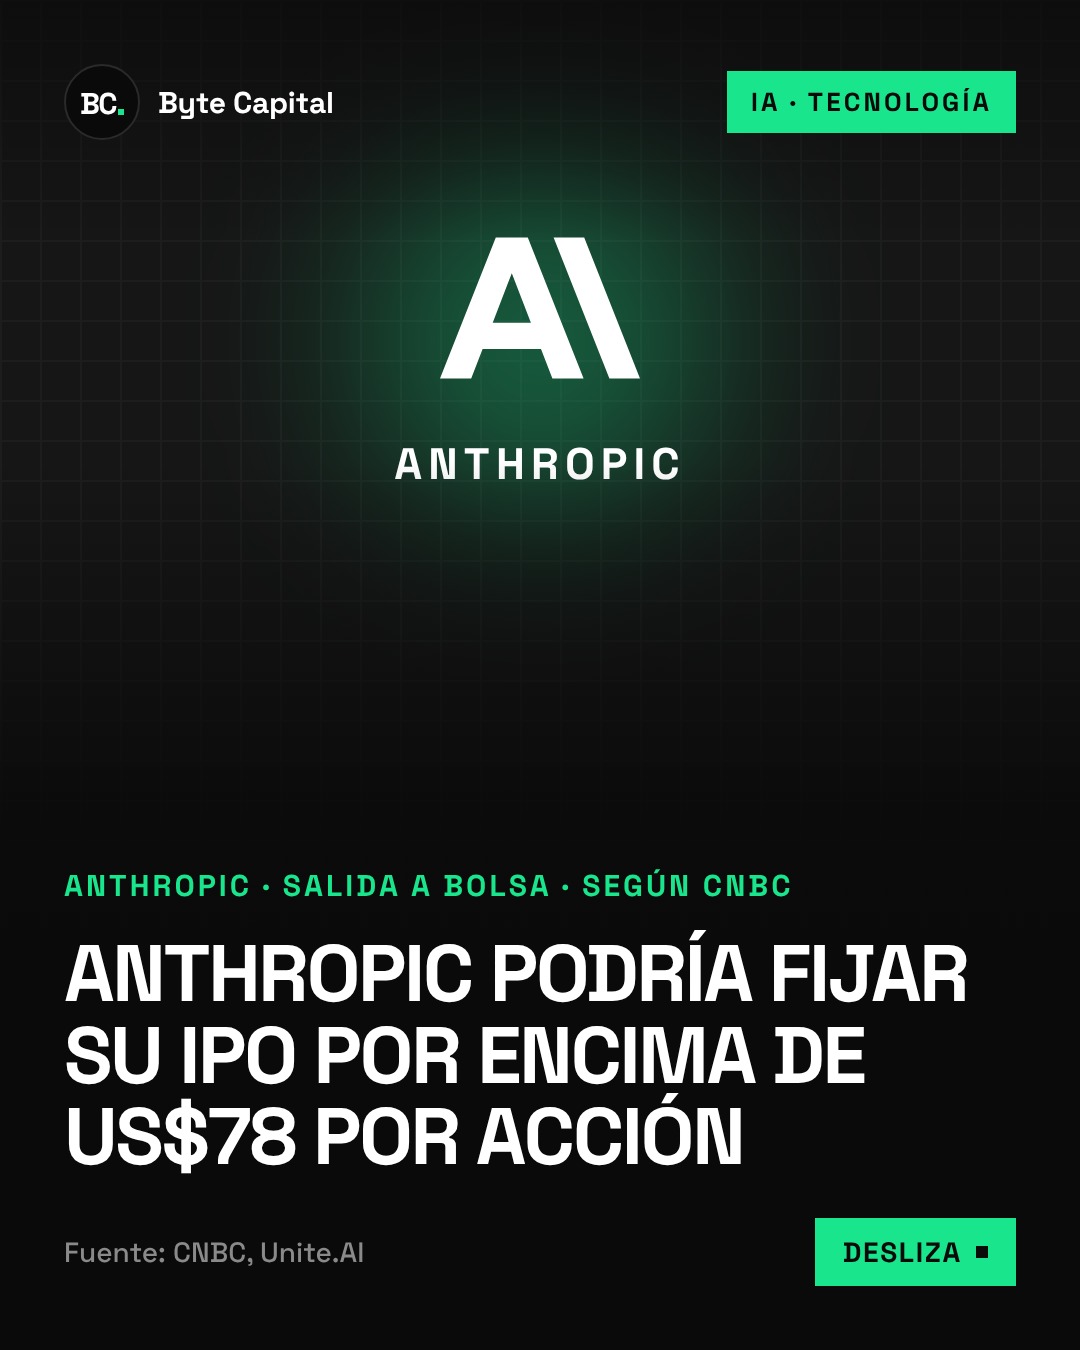 BC.
Byte Capital
IA · TECNOLOGÍA
A\
ANTHROPIC
ANTHROPIC · SALIDA A BOLSA · SEGÚN CNBC
ANTHROPIC PODRÍA FIJAR
SU IPO POR ENCIMA DE
US$78 POR ACCIÓN
Fuente: CNBC, Unite.AI
DESLIZA